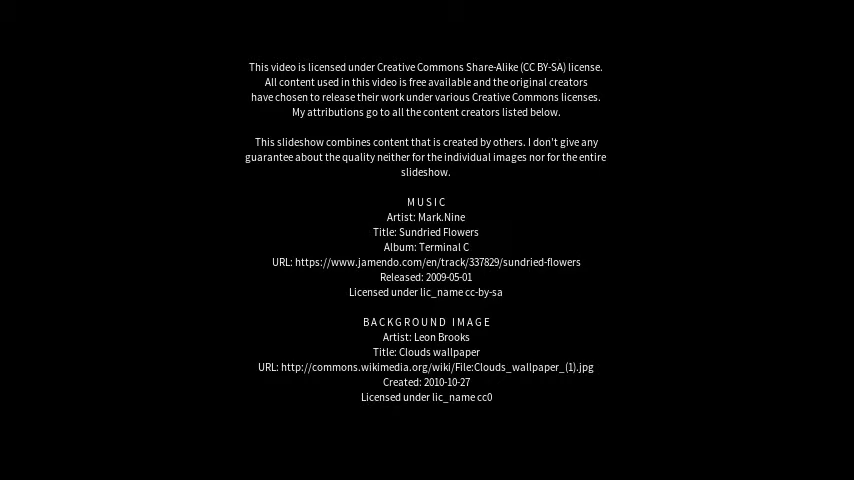 This video is licensed under Creative Commons Share-Alike (CC BY-SA) license.
All content used in this video is free available and the original creators
have chosen to release their work under various Creative Commons licenses.
My attributions go to all the content creators listed below.
This slideshow combines content that is created by others. I don't give any
guarantee about the quality neither for the individual images nor for the entire
slideshow.
MUSIC
Artist: Mark.Nine
Title: Sundried Flowers
Album: Terminal C
URL: https://www.jamendo.com/en/track/337829/sundried-flowers
Released: 2009-05-01
Licensed under lic_name cc-by-sa
BACKGROUND IMAGE
Artist: Leon Brooks
Title: Clouds wallpaper
URL: http://commons.wikimedia.org/wiki/File:Clouds_wallpaper_(1).jpg
Created: 2010-10-27
Licensed under lic_name cc0